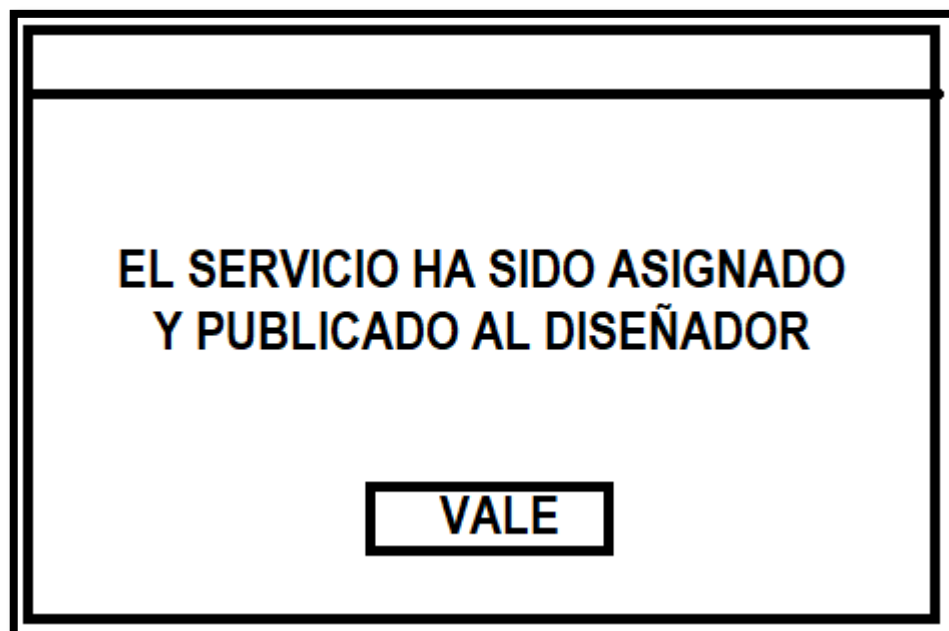 EL SERVICIO HA SIDO ASIGNADO
Y PUBLICADO AL DISEÑADOR
VALE